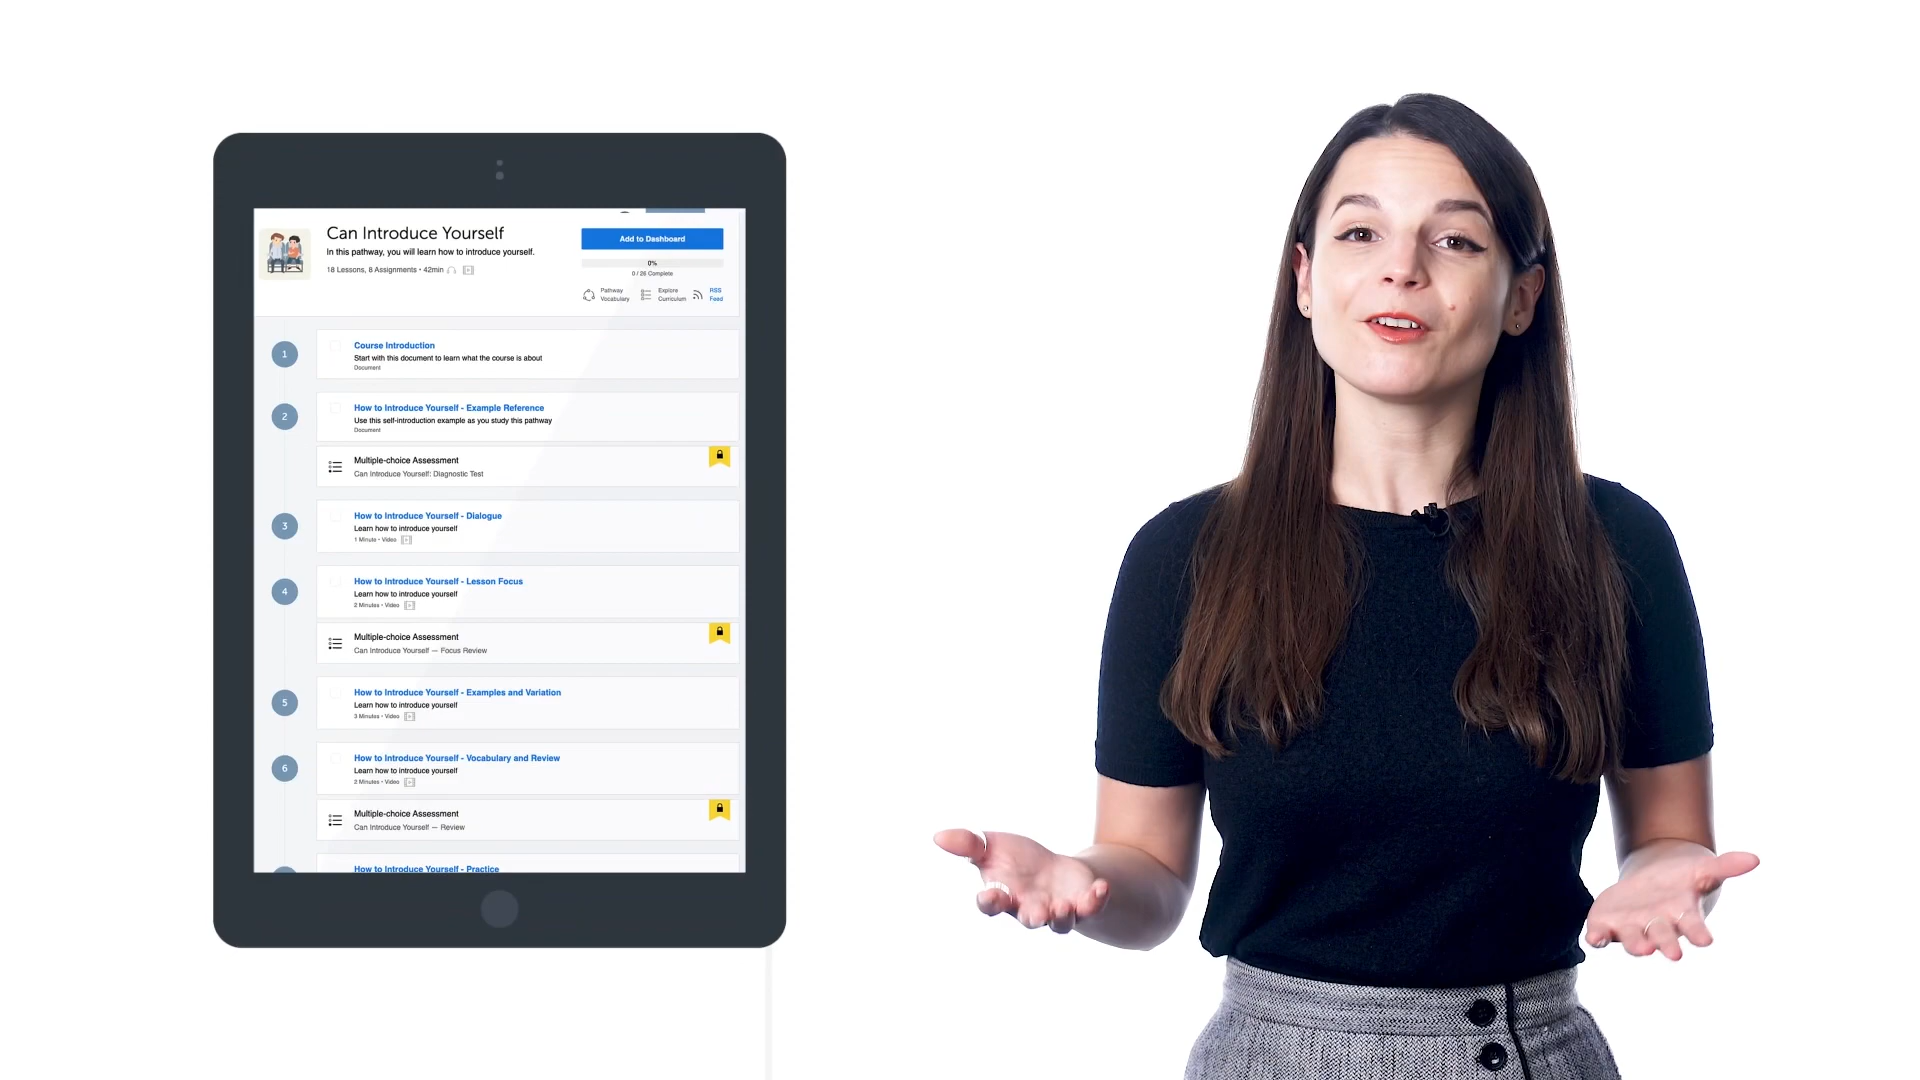 Can Introduce Yourself
In this pathway, you will learn how to introduce yourself.
18 Lessons, 8 Assignments • 42min
Add to Dashboard
0%
0 / 26 Complete
Pathway Vocabulary
Explore Curriculum
RSS Feed
1
Course Introduction
Start with this document to learn what the course is about
Document
2
How to Introduce Yourself - Example Reference
Use this self-introduction example as you study this pathway
Document
Multiple-choice Assessment
Can Introduce Yourself: Diagnostic Test
3
How to Introduce Yourself - Dialogue
Learn how to introduce yourself
1 Minute • Video
4
How to Introduce Yourself - Lesson Focus
Learn how to introduce yourself
2 Minutes • Video
Multiple-choice Assessment
Can Introduce Yourself — Focus Review
5
How to Introduce Yourself - Examples and Variation
Learn how to introduce yourself
3 Minutes • Video
6
How to Introduce Yourself - Vocabulary and Review
Learn how to introduce yourself
2 Minutes • Video
Multiple-choice Assessment
Can Introduce Yourself — Review
How to Introduce Yourself - Practice